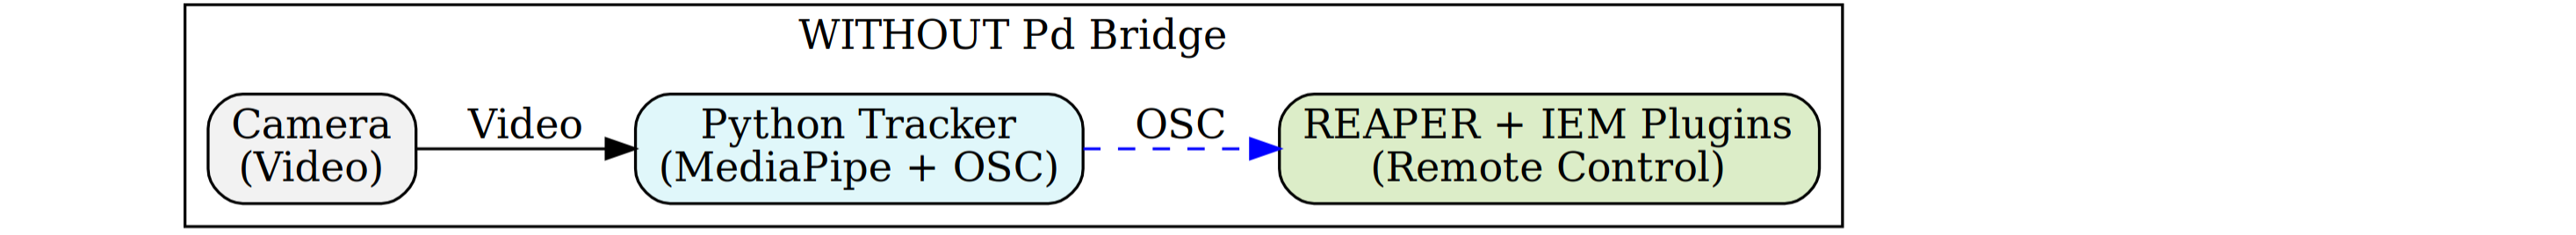 WITHOUT Pd Bridge
Camera
(Video)
Video
Python Tracker
(MediaPipe + OSC)
OSC
REAPER + IEM Plugins
(Remote Control)